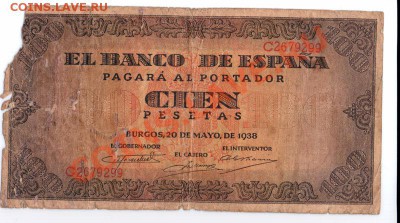 COINS.LAVE.RU
EL BANCO DE ESPAÑA
C2679299
PAGARÁ AL PORTADOR
CIEN
PESETAS
BURGOS, 20 DE MAYO, DE 1938
EL GOBERNADOR
EL CAJERO
EL INTERVENTOR
C2679299
100